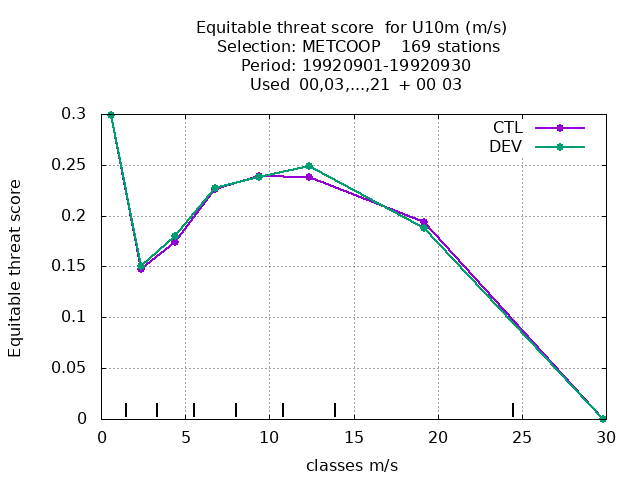 Equitable threat score  for U10m (m/s)
Selection: METCOOP    169 stations
Period: 19920901-19920930
Used  00,03,...,21  + 00 03
CTL
DEV
0.3
0.25
0.2
0.15
0.1
0.05
0
Equitable threat score
0 5 10 15 20 25 30
classes m/s